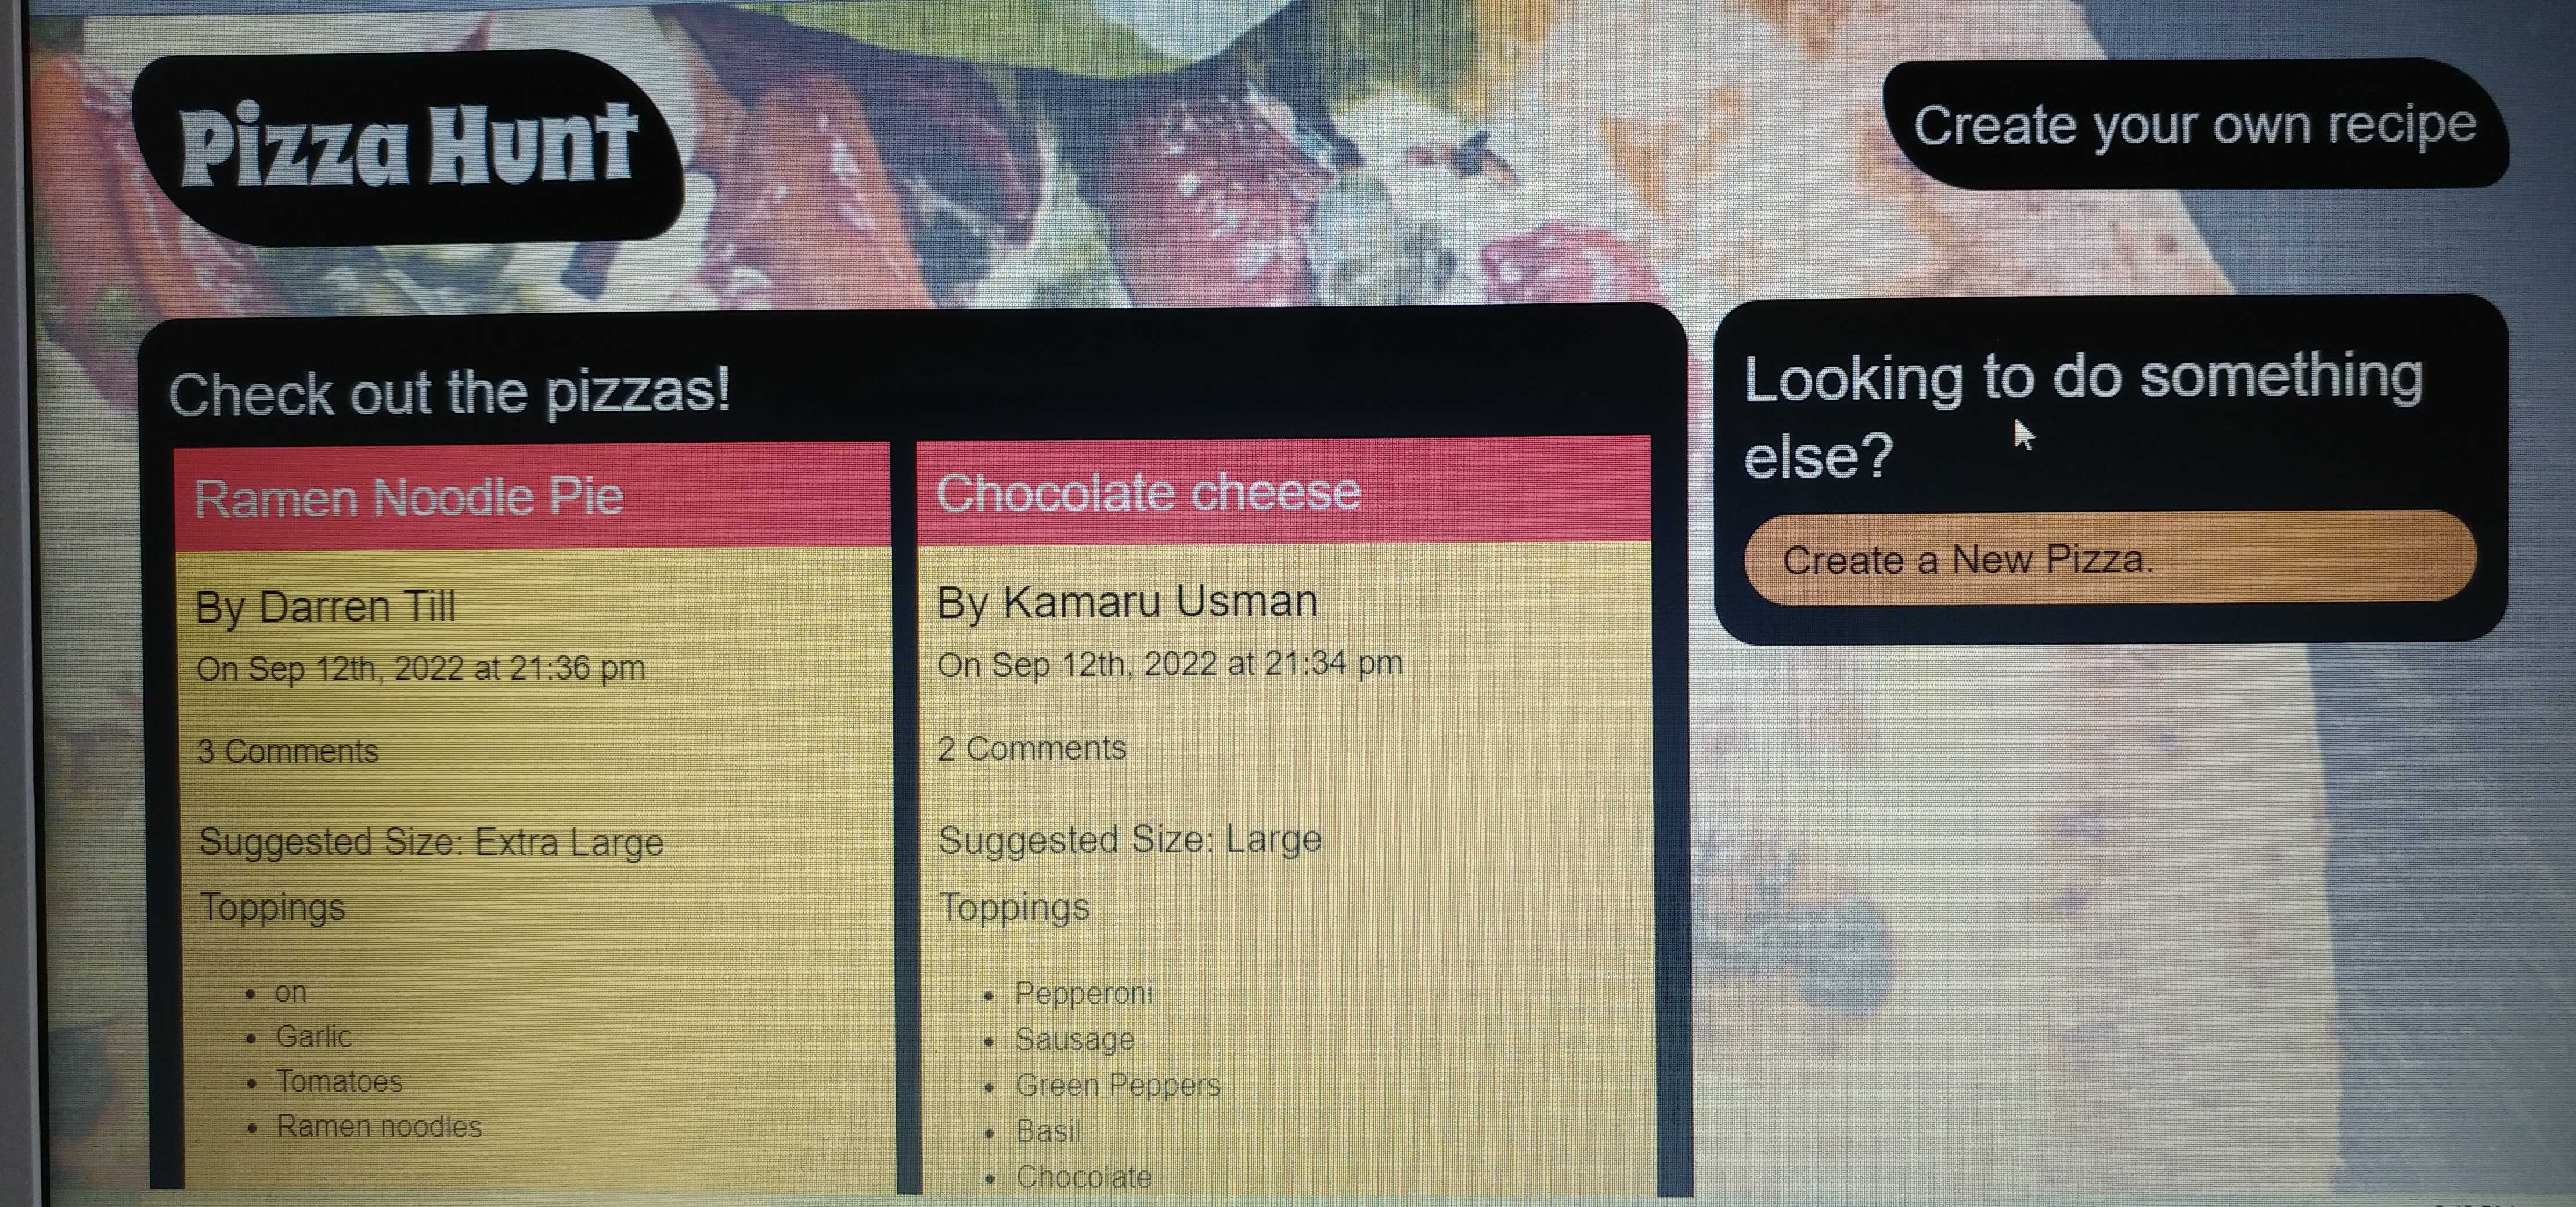 Pizza Hunt
Create your own recipe
Check out the pizzas!
Ramen Noodle Pie
By Darren Till
On Sep 12th, 2022 at 21:36 pm
3 Comments
Suggested Size: Extra Large
Toppings
on
Garlic
Tomatoes
Ramen noodles
Chocolate cheese
By Kamaru Usman
On Sep 12th, 2022 at 21:34 pm
2 Comments
Suggested Size: Large
Toppings
Pepperoni
Sausage
Green Peppers
Basil
Chocolate
Looking to do something
else?
Create a New Pizza.